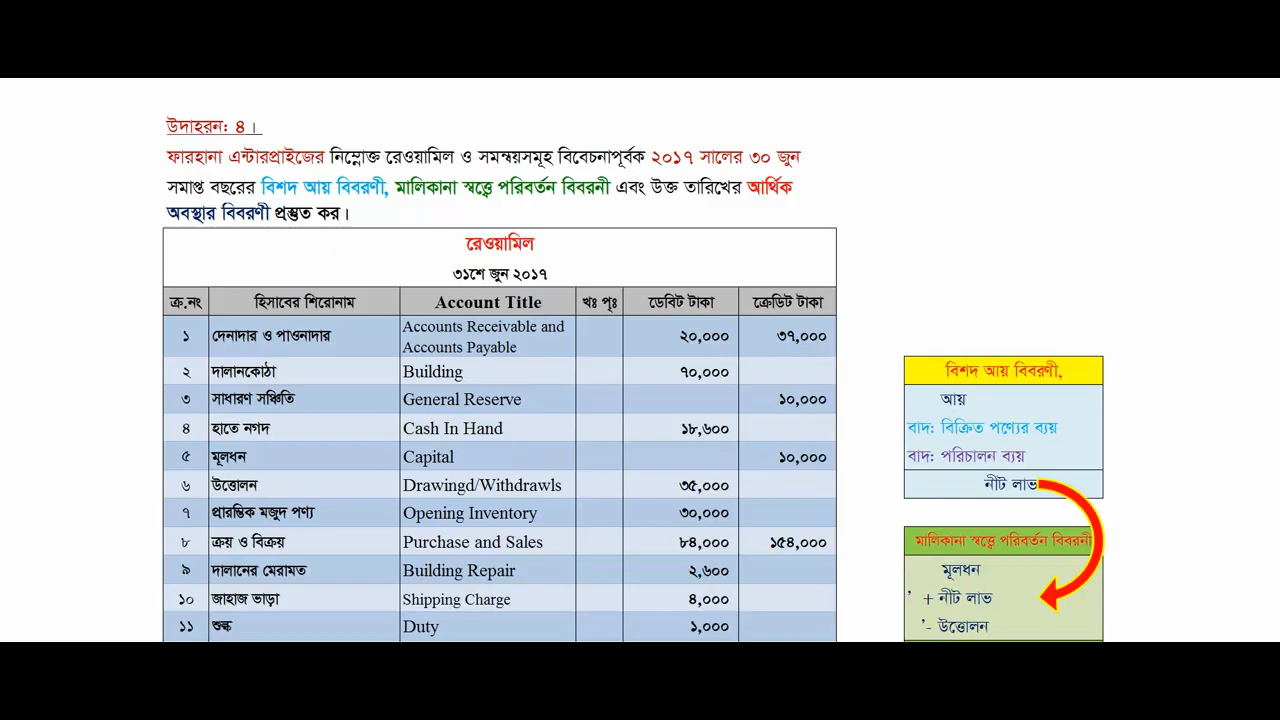 উদাহরন: ৪।
ফারহানা এন্টারপ্রাইজের নিম্নোক্ত রেওয়ামিল ও সমন্বয়সমূহ বিবেচনাপূর্বক ২০১৭ সালের ৩০ জুন
সমাপ্ত বছরের বিশদ আয় বিবরণী, মালিকানা স্বত্ত্বে পরিবর্তন বিবরনী এবং উক্ত তারিখের আর্থিক
অবস্থার বিবরণী প্রস্তুত কর।
রেওয়ামিল
৩১শে জুন ২০১৭
ক্র.নং হিসাবের শিরোনাম Account Title খঃ পৃঃ ডেবিট টাকা ক্রেডিট টাকা
১ দেনাদার ও পাওনাদার Accounts Receivable and Accounts Payable ২০,০০০ ৩৭,০০০
২ দালানকোঠা Building ৭০,০০০
৩ সাধারণ সঞ্চিতি General Reserve ১০,০০০
৪ হাতে নগদ Cash In Hand ১৮,৬০০
৫ মূলধন Capital ১০,০০০
৬ উত্তোলন Drawingd/Withdrawls ৩৫,০০০
৭ প্রারম্ভিক মজুদ পণ্য Opening Inventory ৩০,০০০
৮ ক্রয় ও বিক্রয় Purchase and Sales ৮৪,০০০ ১৫৪,০০০
৯ দালানের মেরামত Building Repair ২,৬০০
১০ জাহাজ ভাড়া Shipping Charge ৪,০০০
১১ শুল্ক Duty ১,০০০
বিশদ আয় বিবরণী,
আয়
বাদ: বিক্রিত পণ্যের ব্যয়
বাদ: পরিচালন ব্যয়
নীট লাভ
মালিকানা স্বত্ত্বে পরিবর্তন বিবরনী
মূলধন
' + নীট লাভ
'- উত্তোলন